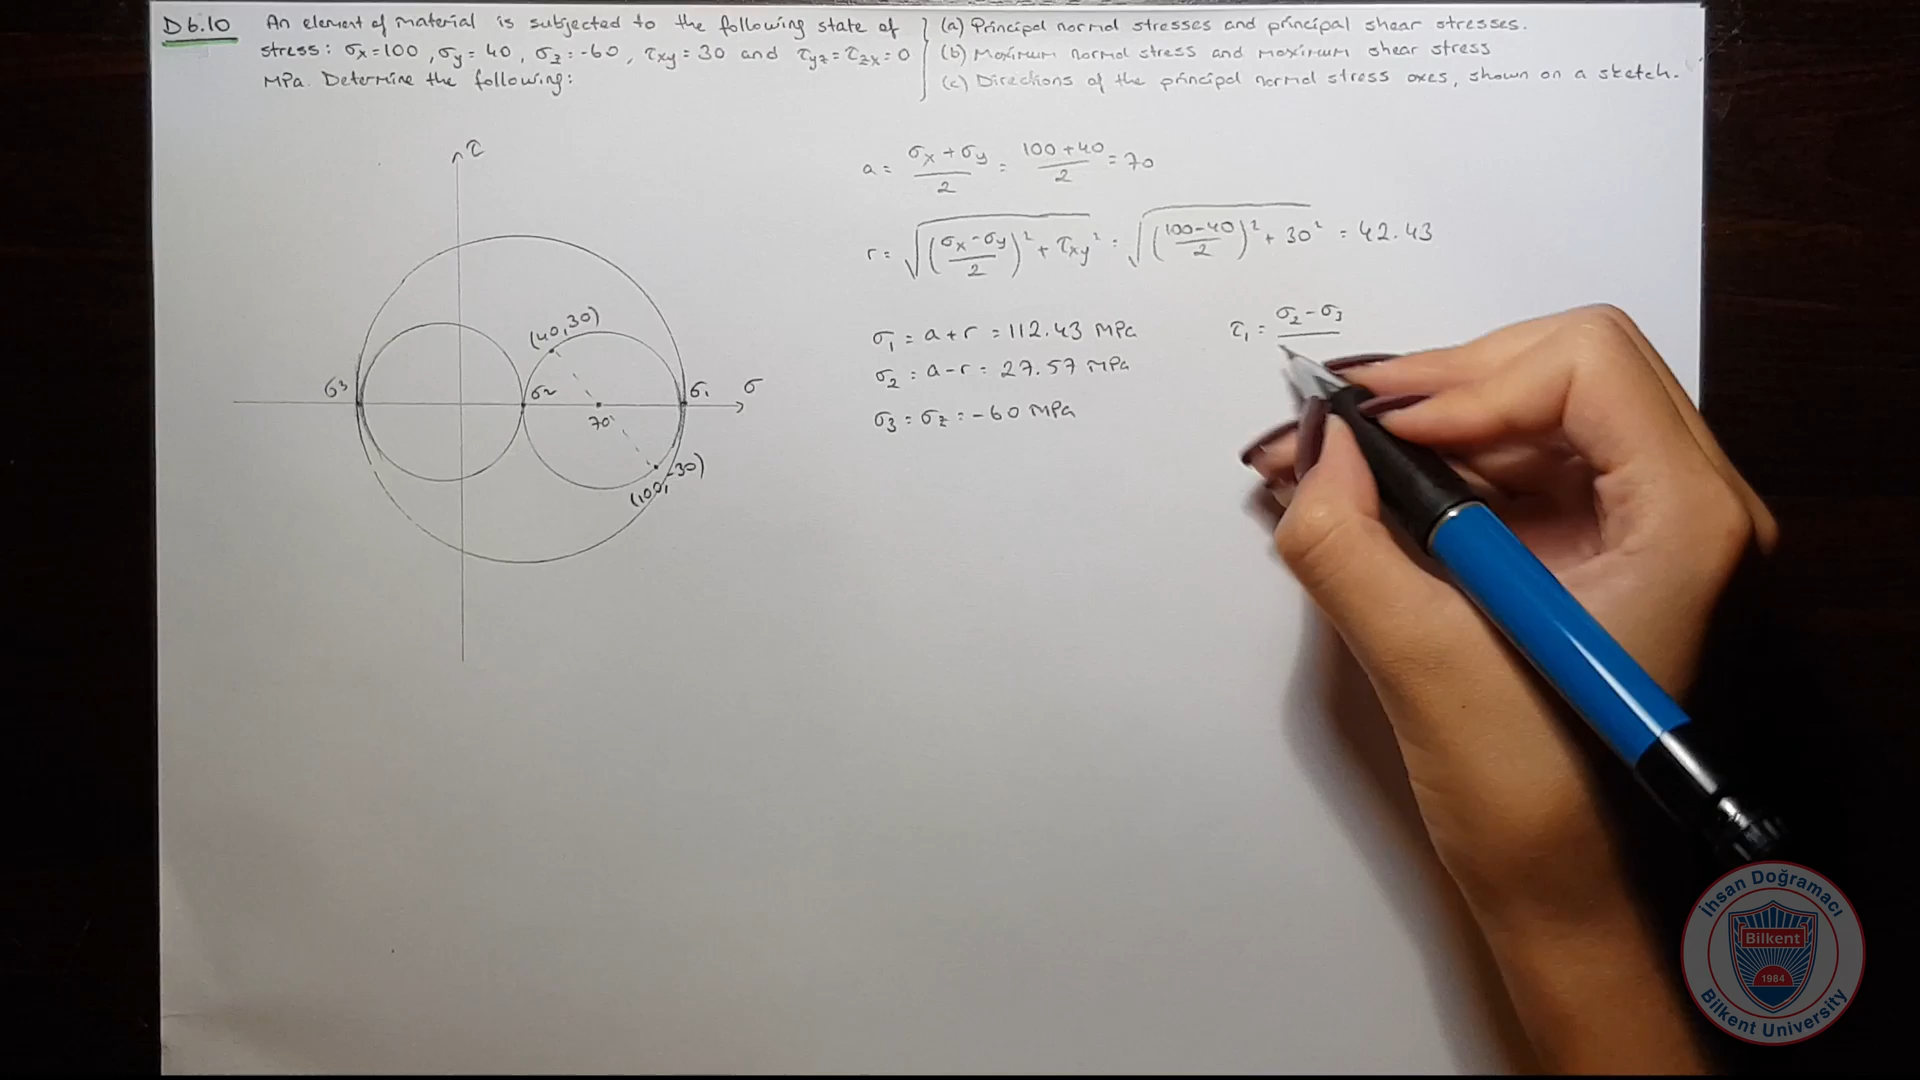 D6.10 An element of material is subjected to the following state of
stress: σx=100, σy=40, σz=-60, τxy=30 and τyz=τzx=0
MPa. Determine the following:
(a) Principal normal stresses and principal shear stresses.
(b) Maximum normal stress and maximum shear stress
(c) Directions of the principal normal stress axes, shown on a sketch.
τ
(40,30)
σ3
σ2
σ1
σ
70
(100,-30)
a = (σx+σy)/2 = (100+40)/2 = 70
r = √((σx-σy)/2)² + τxy² = √((100-40)/2)² + 30² = 42.43
σ1 = a+r = 112.43 MPa
σ2 = a-r = 27.57 MPa
σ3 = σz = -60 MPa
τ1 = σ2-σ3
İhsan Doğramacı
Bilkent
1984
Bilkent University